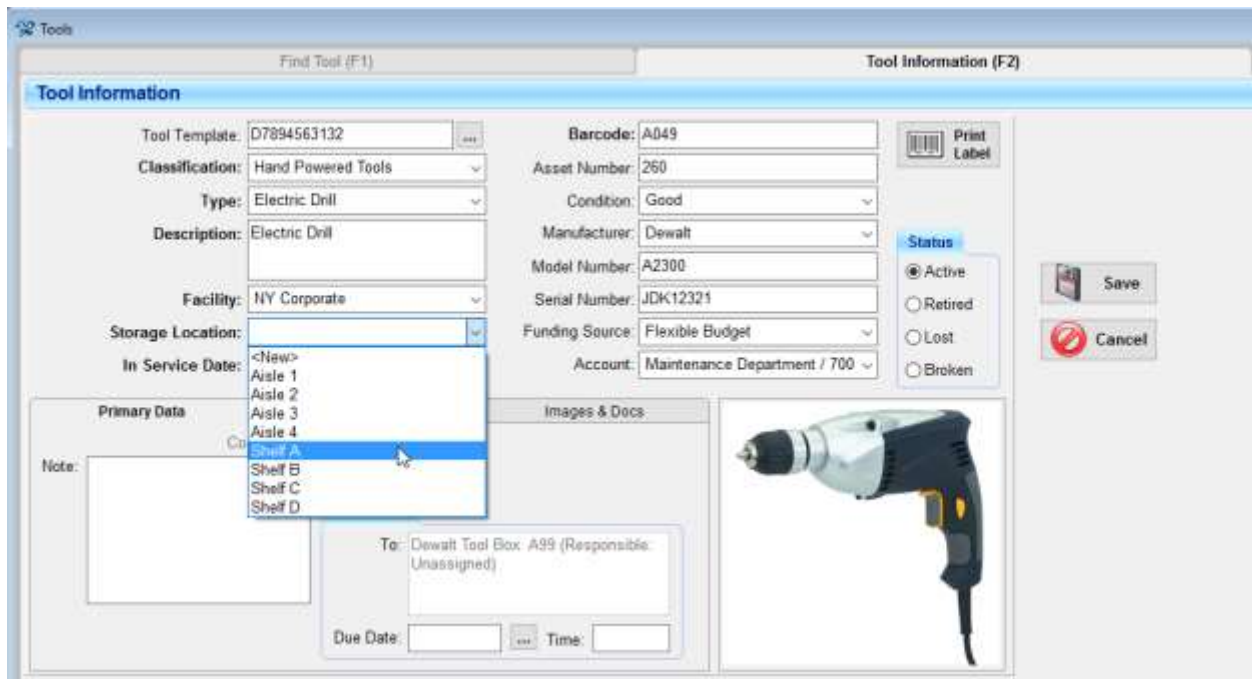 Tools
Find Tool (F1)
Tool Information (F2)
Tool Information
Tool Template: D7894563132 ...
Classification: Hand Powered Tools
Type: Electric Drill
Description: Electric Drill
Facility: NY Corporate
Storage Location:
In Service Date:
<New>
Aisle 1
Aisle 2
Aisle 3
Aisle 4
Shelf A
Shelf B
Shelf C
Shelf D
Barcode: A049
Asset Number: 260
Condition: Good
Manufacturer: Dewalt
Model Number: A2300
Serial Number: JDK12321
Funding Source: Flexible Budget
Account: Maintenance Department / 700
Print
Label
Status
Active
Retired
Lost
Broken
Save
Cancel
Primary Data
Images & Docs
Note:
To: Dewalt Tool Box A99 (Responsible:
Unassigned)
Due Date: ... Time: